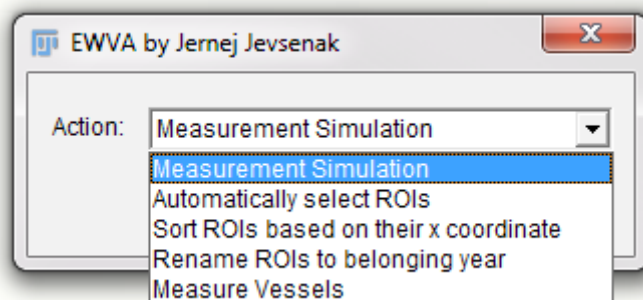 EWVA by Jernej Jevsenak
Action: Measurement Simulation
Measurement Simulation
Automatically select ROIs
Sort ROIs based on their x coordinate
Rename ROIs to belonging year
Measure Vessels